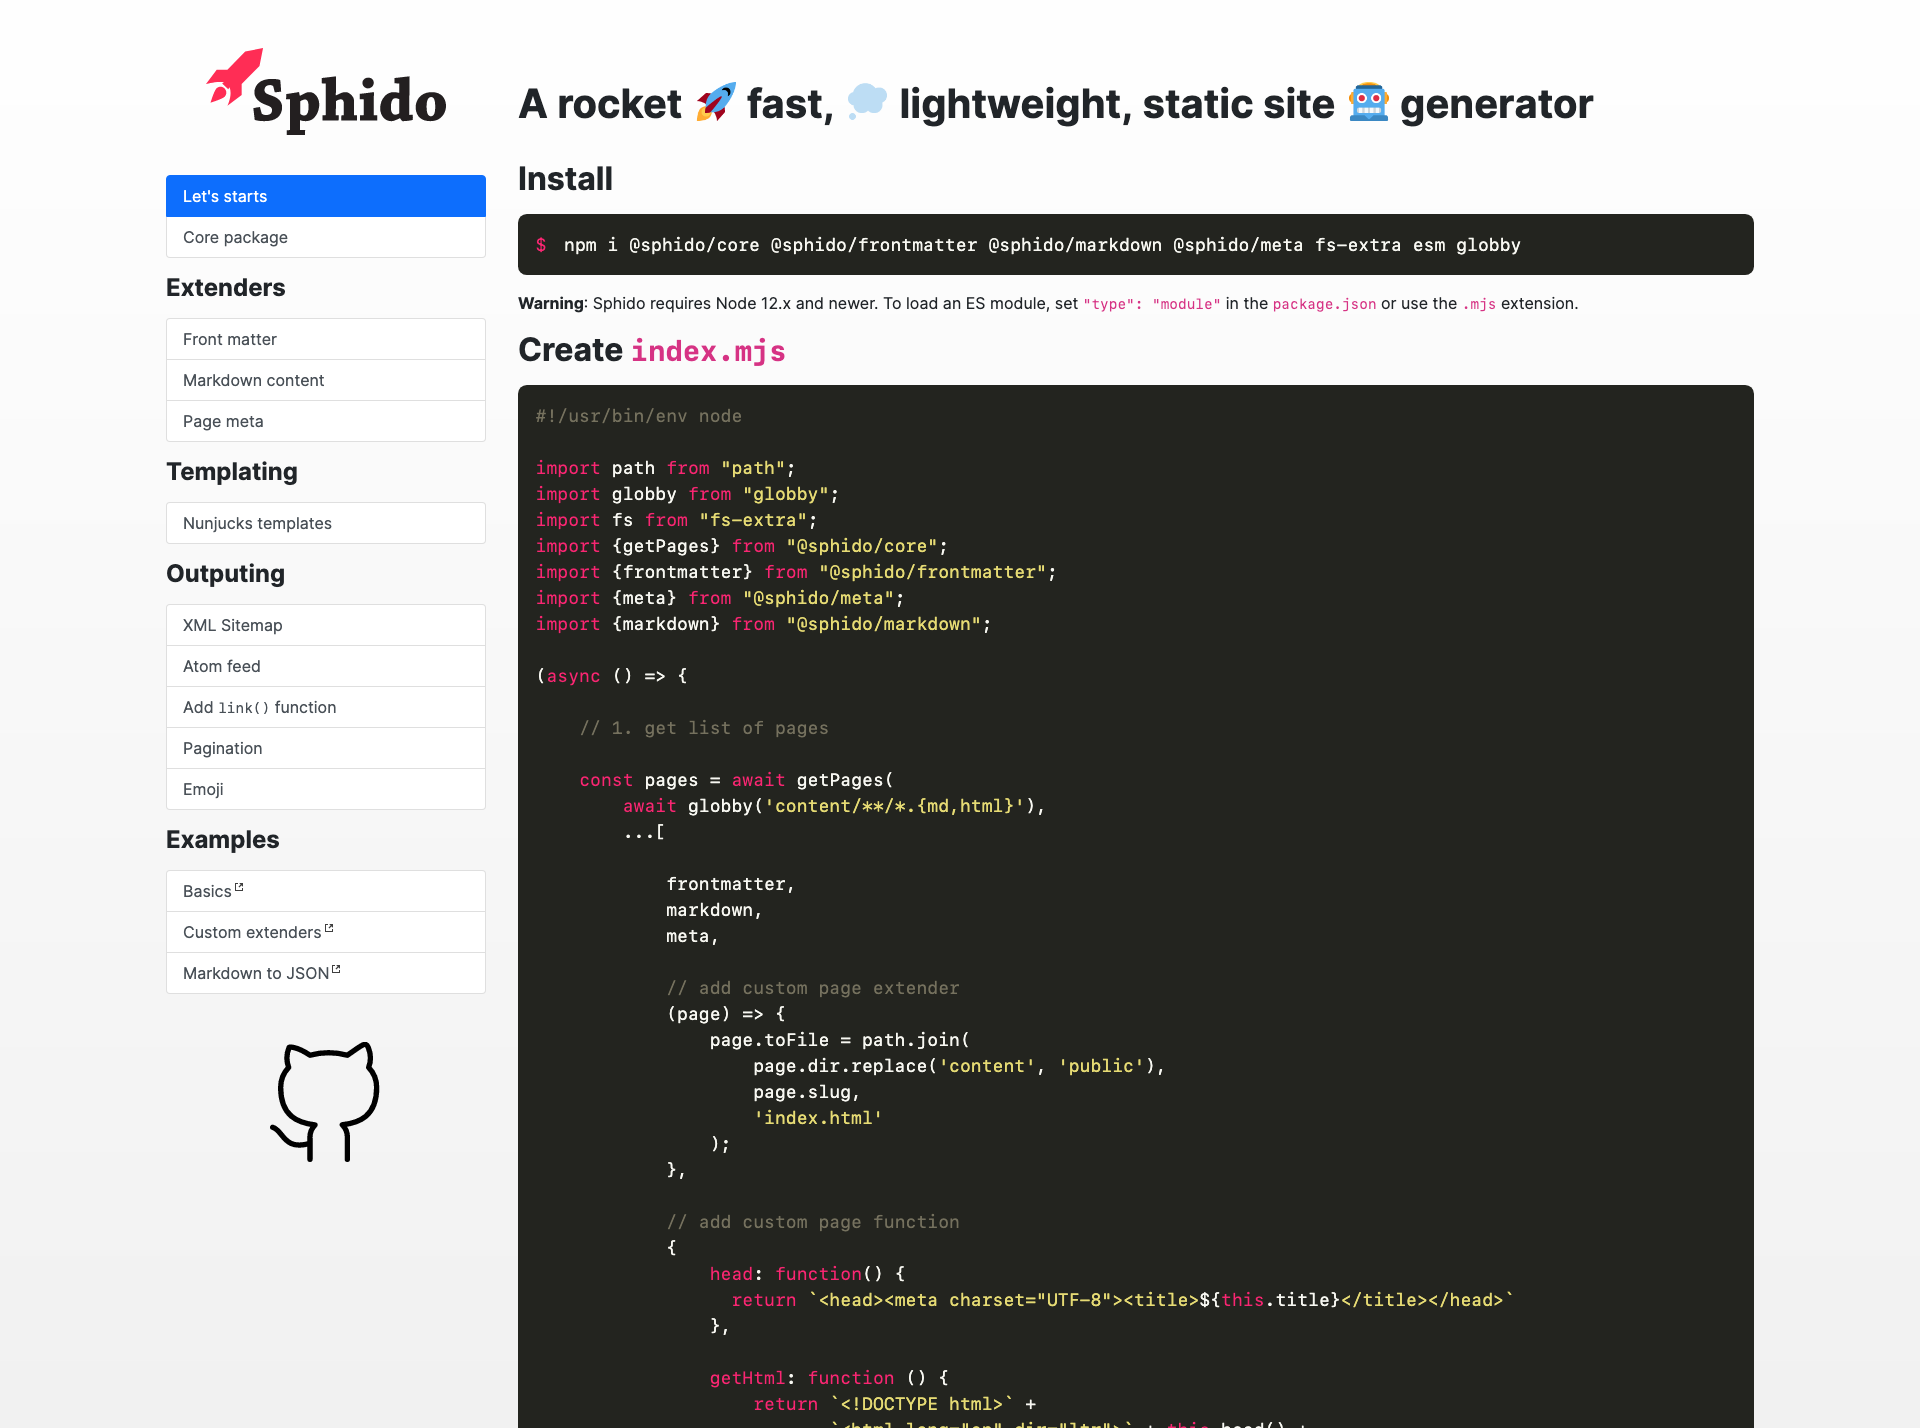 Sphido
Let's starts
Core package
Extenders
Front matter
Markdown content
Page meta
Templating
Nunjucks templates
Outputing
XML Sitemap
Atom feed
Add link() function
Pagination
Emoji
Examples
Basics
Custom extenders
Markdown to JSON
A rocket 🚀 fast, 💭 lightweight, static site 🤖 generator
Install
$ npm i @sphido/core @sphido/frontmatter @sphido/markdown @sphido/meta fs-extra esm globby
Warning: Sphido requires Node 12.x and newer. To load an ES module, set "type": "module" in the package.json or use the .mjs extension.
Create index.mjs
#!/usr/bin/env node
import path from "path";
import globby from "globby";
import fs from "fs-extra";
import {getPages} from "@sphido/core";
import {frontmatter} from "@sphido/frontmatter";
import {meta} from "@sphido/meta";
import {markdown} from "@sphido/markdown";
(async () => {
// 1. get list of pages
const pages = await getPages(
await globby('content/**/*.{md,html}'),
...[
frontmatter,
markdown,
meta,
// add custom page extender
(page) => {
page.toFile = path.join(
page.dir.replace('content', 'public'),
page.slug,
'index.html'
);
},
// add custom page function
{
head: function() {
return `<head><meta charset="UTF-8"><title>${this.title}</title></head>`
},
getHtml: function () {
return `<!DOCTYPE html>` +
`<html lang="en" dir="ltr">` + this.head() +